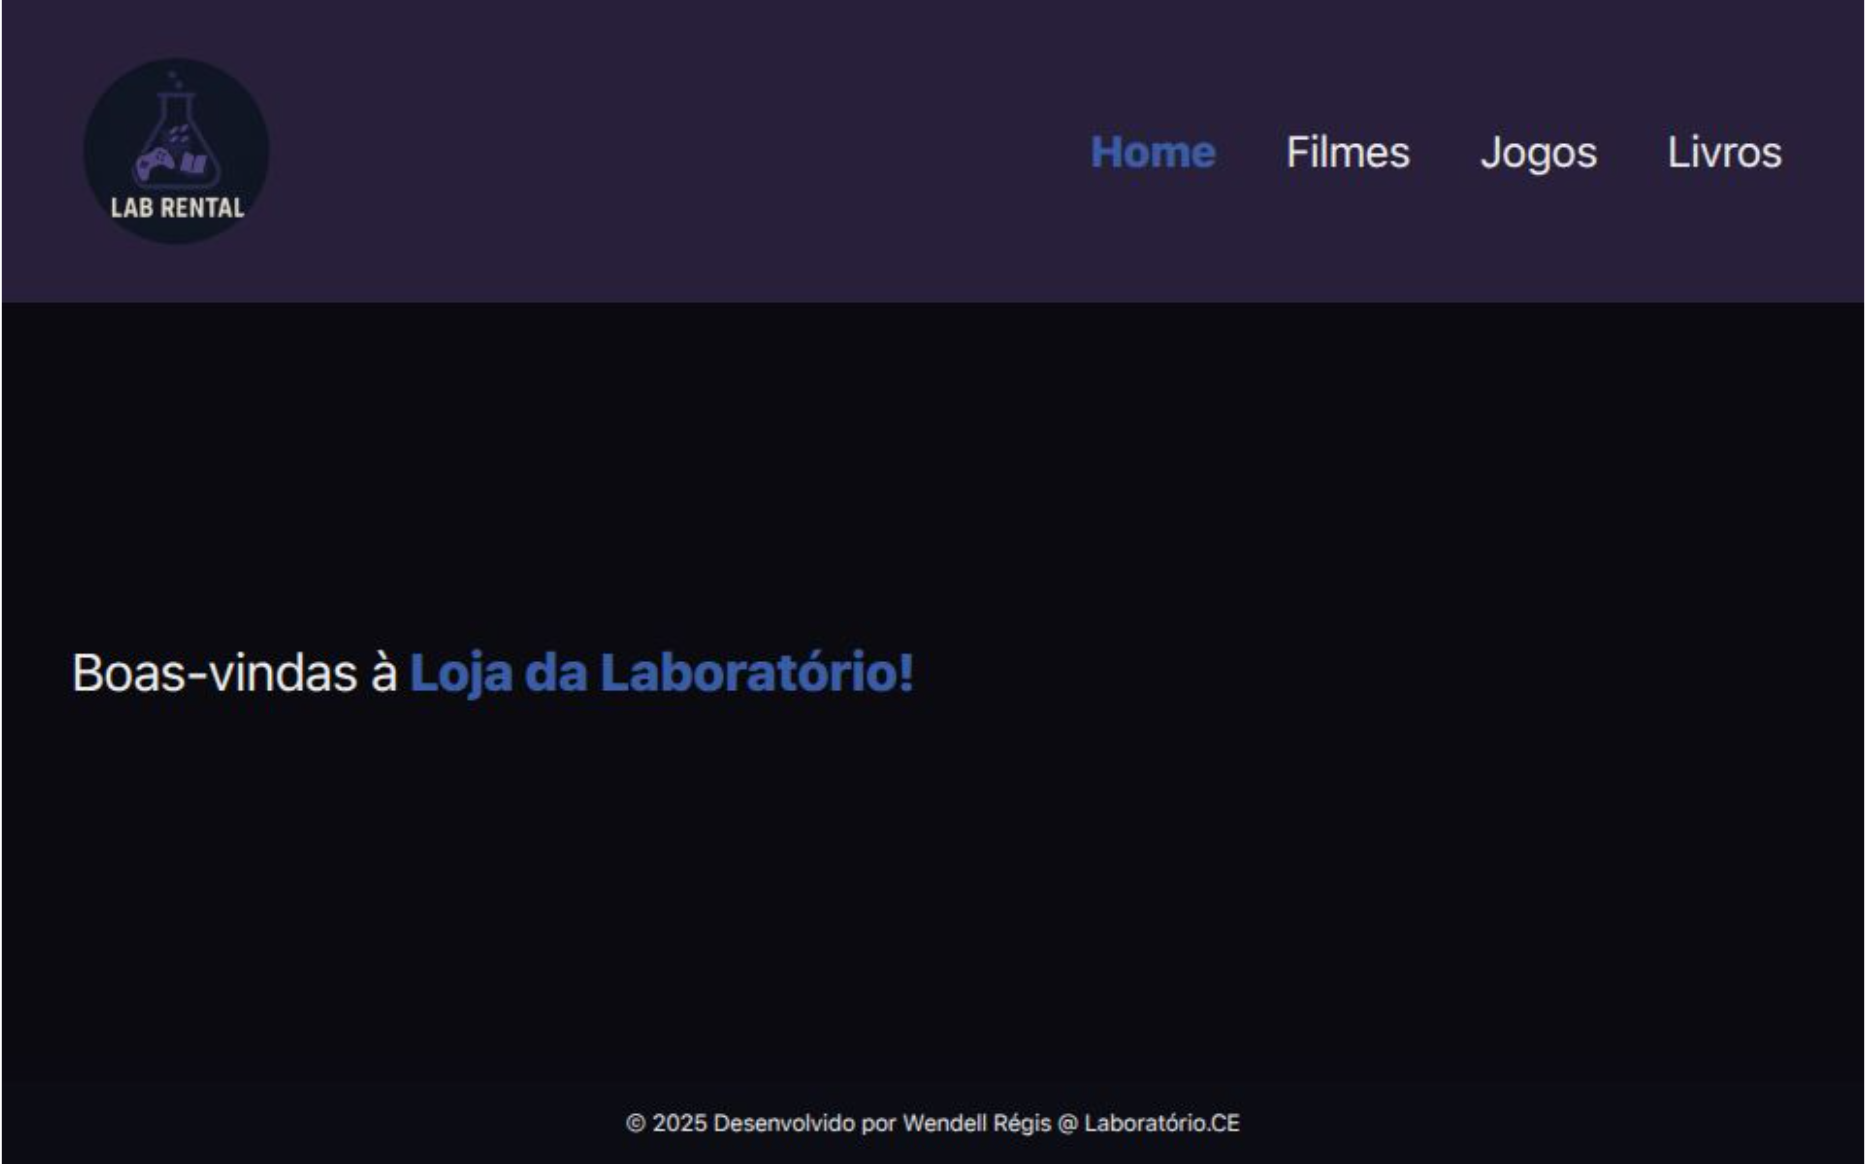 LAB RENTAL
Home Filmes Jogos Livros
Boas-vindas à Loja da Laboratório!
© 2025 Desenvolvido por Wendell Régis @ Laboratório.CE